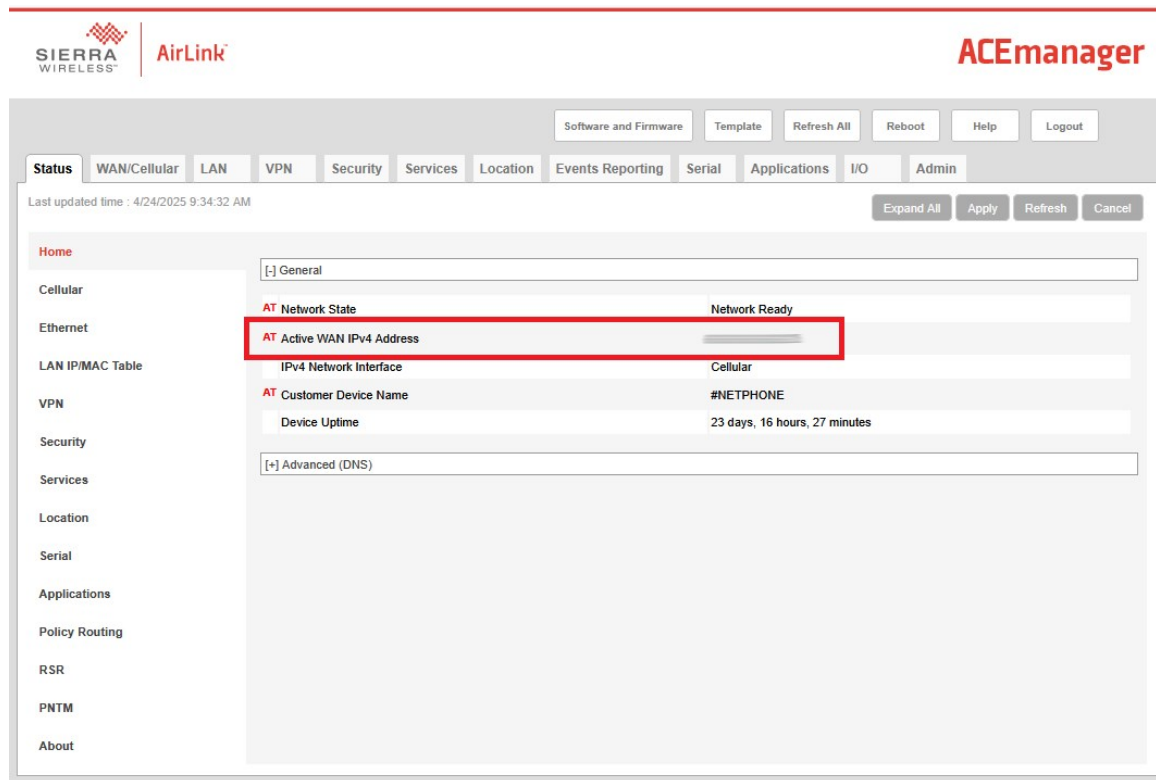 SIERRA
WIRELESS™
AirLink™
ACEmanager
Software and Firmware Template Refresh All Reboot Help Logout
Status WAN/Cellular LAN VPN Security Services Location Events Reporting Serial Applications I/O Admin
Last updated time : 4/24/2025 9:34:32 AM
Expand All Apply Refresh Cancel
Home
Cellular
Ethernet
LAN IP/MAC Table
VPN
Security
Services
Location
Serial
Applications
Policy Routing
RSR
PNTM
About
[-] General
AT Network State Network Ready
AT Active WAN IPv4 Address
IPv4 Network Interface Cellular
AT Customer Device Name #NETPHONE
Device Uptime 23 days, 16 hours, 27 minutes
[+] Advanced (DNS)